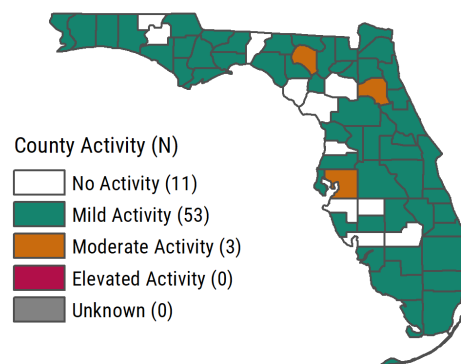 County Activity (N)
No Activity (11)
Mild Activity (53)
Moderate Activity (3)
Elevated Activity (0)
Unknown (0)